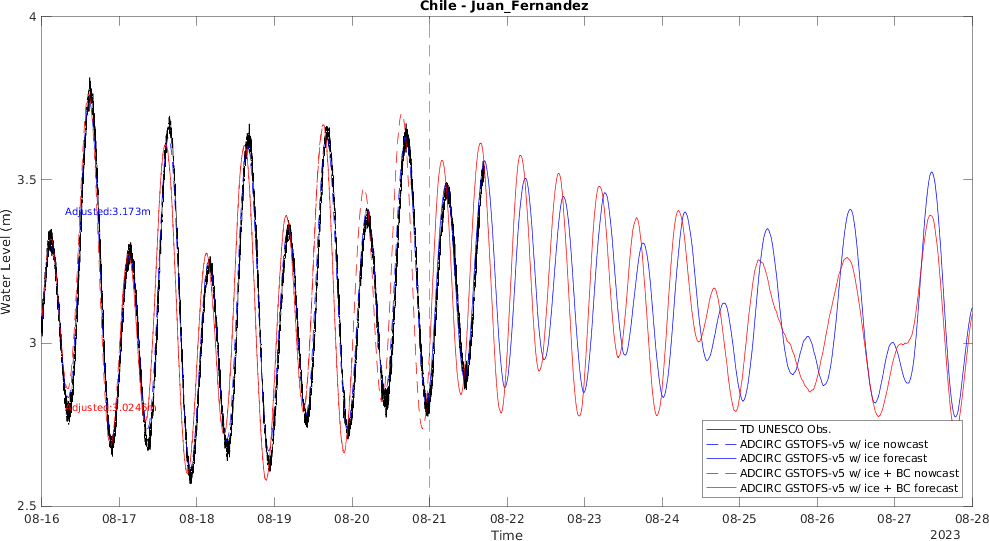 Chile - Juan_Fernandez
4
3.5
3
2.5
Water Level (m)
Adjusted:3.173m
Adjusted:3.0246m
TD UNESCO Obs.
ADCIRC GSTOFS-v5 w/ ice nowcast
ADCIRC GSTOFS-v5 w/ ice forecast
ADCIRC GSTOFS-v5 w/ ice + BC nowcast
ADCIRC GSTOFS-v5 w/ ice + BC forecast
08-16 08-17 08-18 08-19 08-20 08-21 08-22 08-23 08-24 08-25 08-26 08-27 08-28
Time
2023